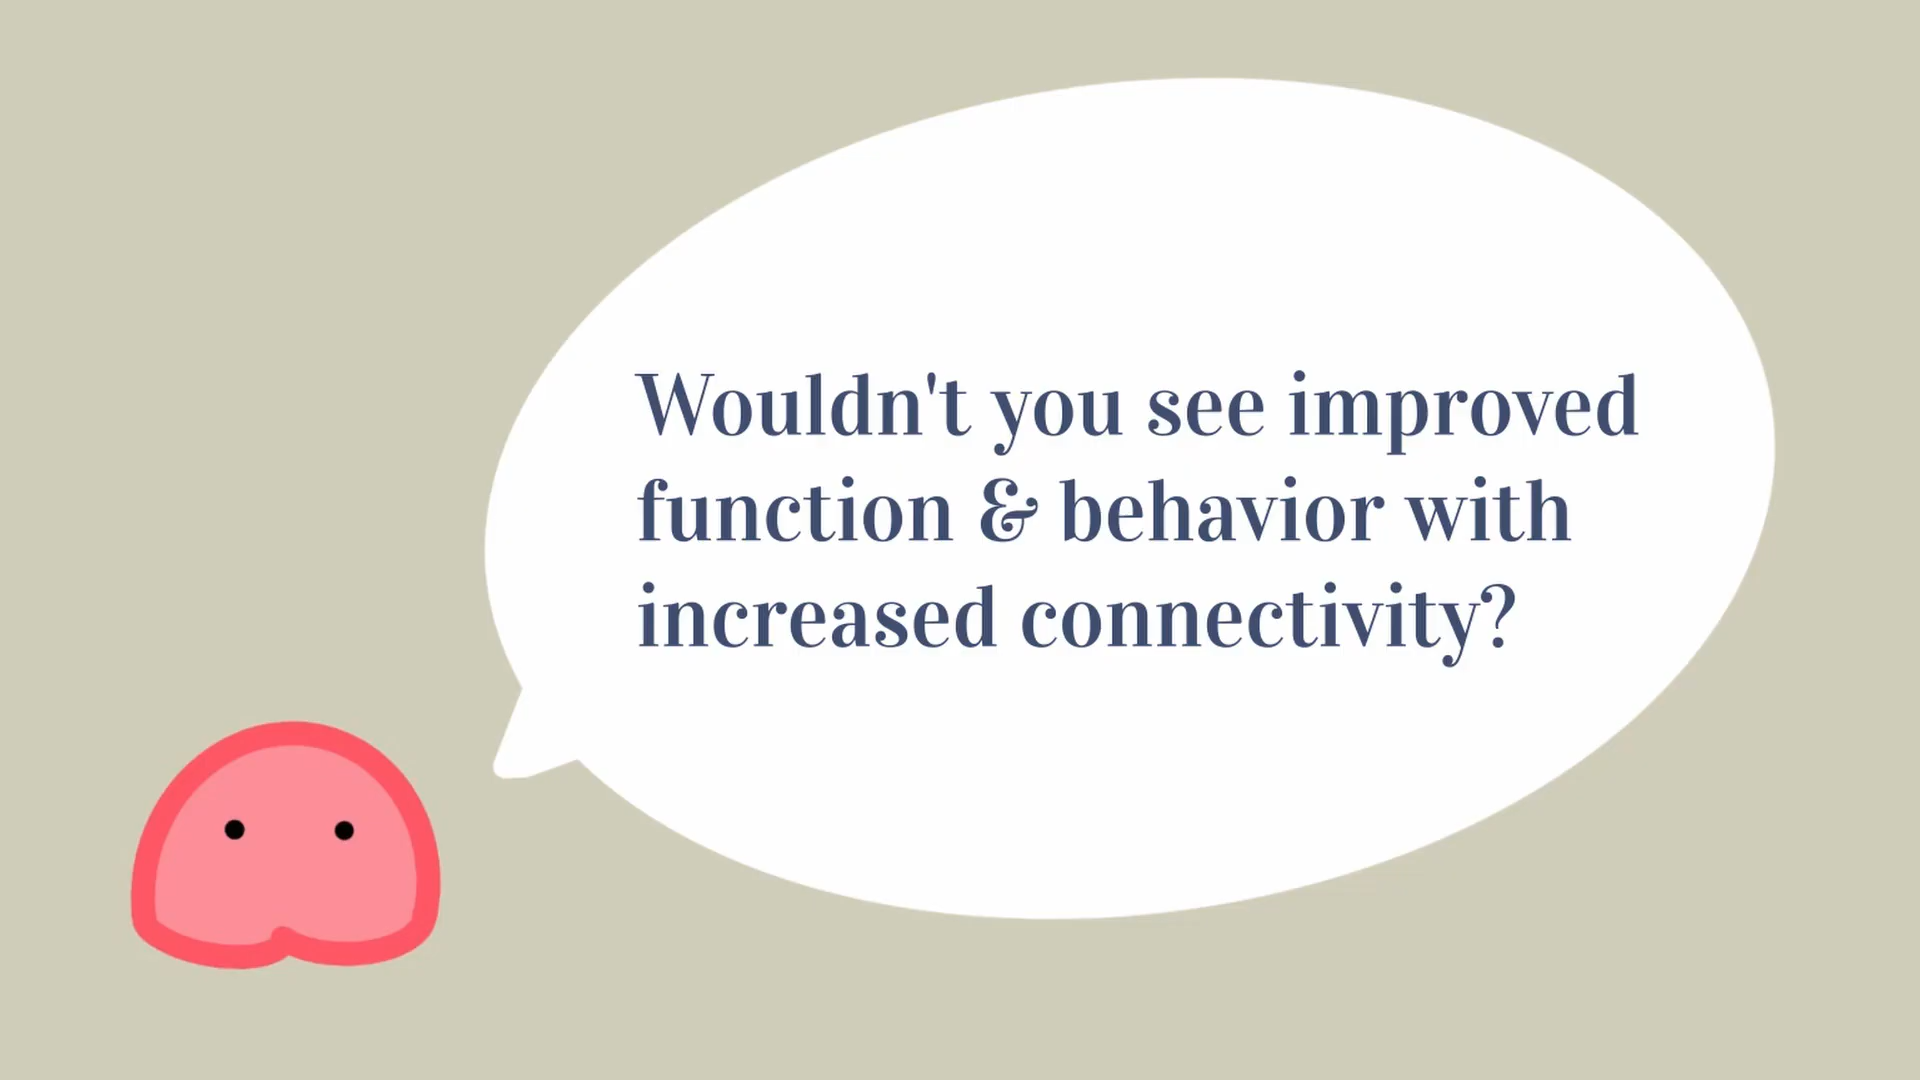 Wouldn't you see improved
function & behavior with
increased connectivity?